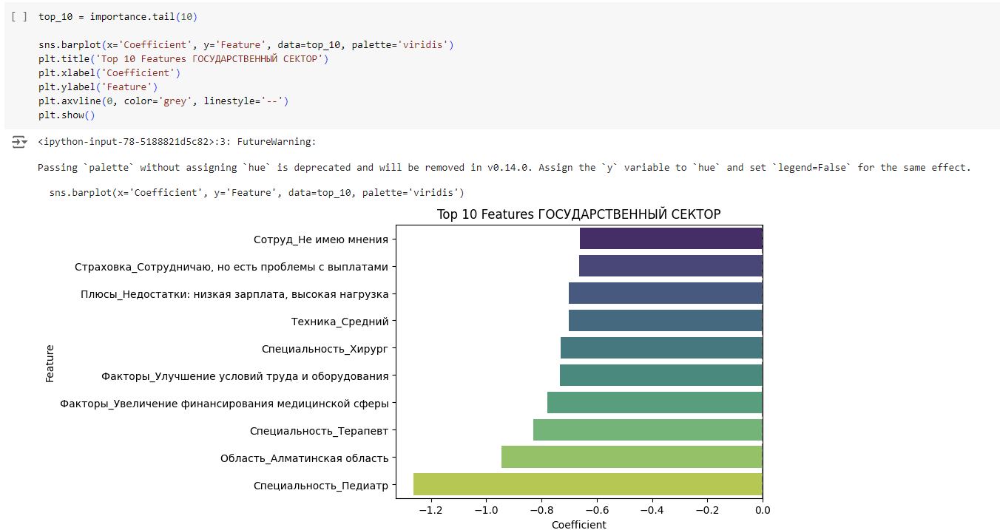 [ ] top_10 = importance.tail(10)
sns.barplot(x='Coefficient', y='Feature', data=top_10, palette='viridis')
plt.title('Top 10 Features ГОСУДАРСТВЕННЫЙ СЕКТОР')
plt.xlabel('Coefficient')
plt.ylabel('Feature')
plt.axvline(0, color='grey', linestyle='--')
plt.show()
<ipython-input-78-5188821d5c82>:3: FutureWarning:
Passing `palette` without assigning `hue` is deprecated and will be removed in v0.14.0. Assign the `y` variable to `hue` and set `legend=False` for the same effect.
sns.barplot(x='Coefficient', y='Feature', data=top_10, palette='viridis')
Top 10 Features ГОСУДАРСТВЕННЫЙ СЕКТОР
Сотруд_Не имею мнения
Страховка_Сотрудничаю, но есть проблемы с выплатами
Плюсы_Недостатки: низкая зарплата, высокая нагрузка
Техника_Средний
Специальность_Хирург
Feature
Факторы_Улучшение условий труда и оборудования
Факторы_Увеличение финансирования медицинской сферы
Специальность_Терапевт
Область_Алматинская область
Специальность_Педиатр
−1.2 −1.0 −0.8 −0.6 −0.4 −0.2 0.0
Coefficient